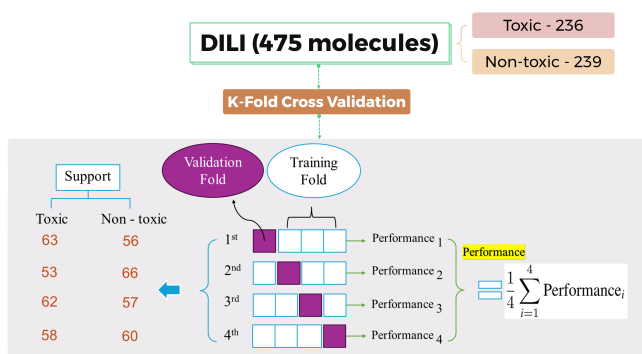 DILI (475 molecules)
Toxic - 236
Non-toxic - 239
K-Fold Cross Validation
Validation
Fold
Training
Fold
Support
Toxic
Non - toxic
63
56
53
66
62
57
58
60
1st
2nd
3rd
4th
Performance 1
Performance 2
Performance 3
Performance 4
Performance
= 1/4 ∑ i=1 4 Performance i